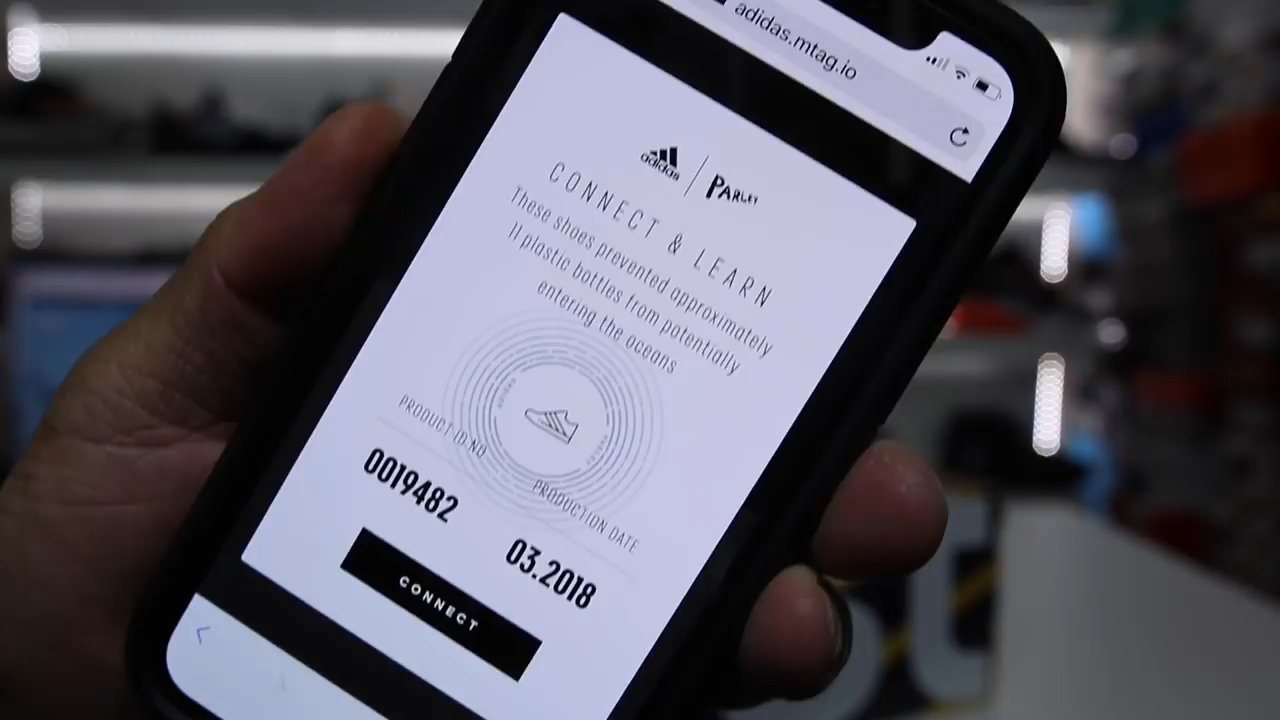 adidas.mtag.io
adidas
PARLEY
CONNECT & LEARN
These shoes prevented approximately
11 plastic bottles from potentially
entering the oceans
PRODUCT ID NO
0019482
PRODUCTION DATE
03.2018
CONNECT